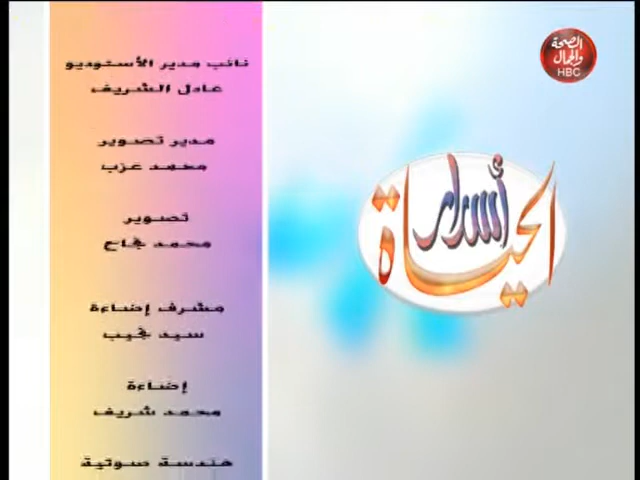 الصحة
والجمال
HBC
أسرار
الحياة
نائب مدير الأستوديو
عادل الشريف
مدير تصوير
محمد عزب
تصوير
محمد نجاح
مشرف إضاءة
سيد نجيب
إضاءة
محمد شريف
هندسة صوتية